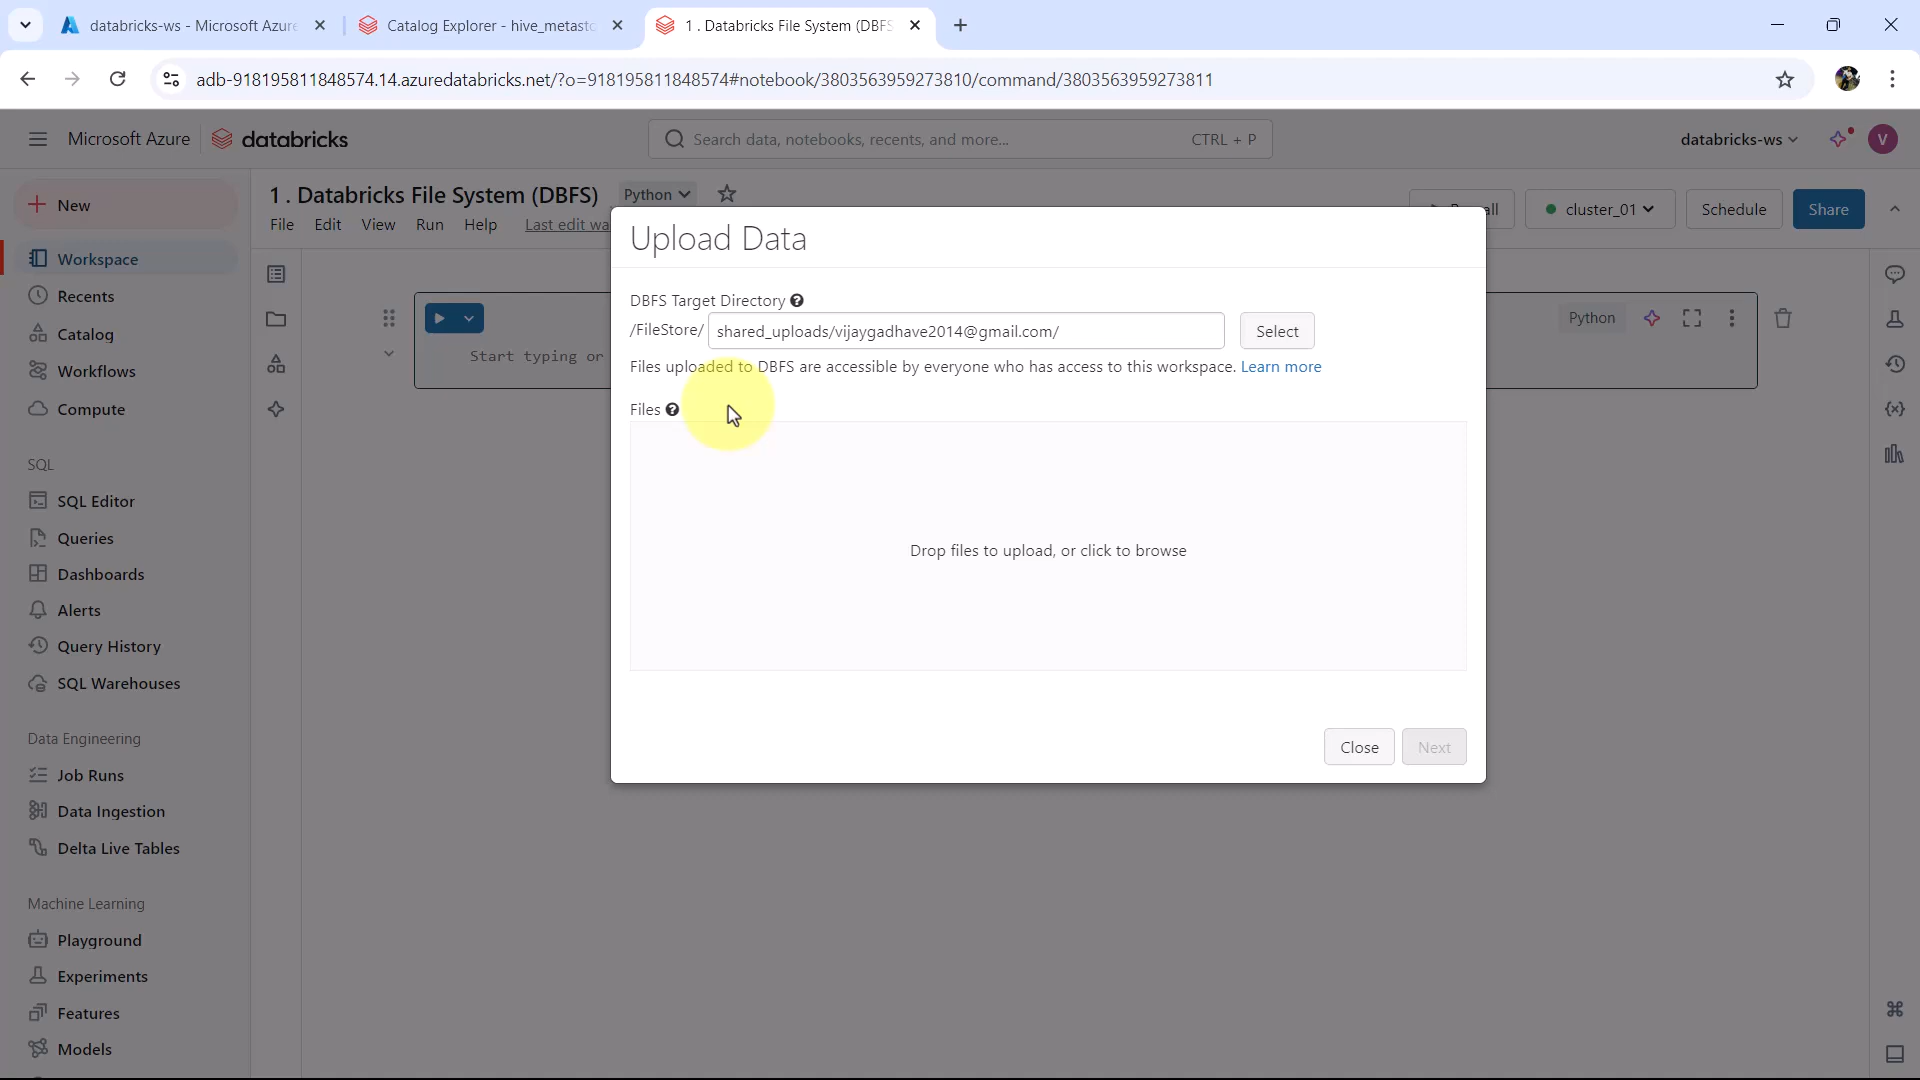 databricks-ws - Microsoft Azure
Catalog Explorer - hive_metasto
1 . Databricks File System (DBFS
adb-918195811848574.14.azuredatabricks.net/?o=918195811848574#notebook/3803563959273810/command/3803563959273811
Microsoft Azure databricks
Search data, notebooks, recents, and more... CTRL + P
databricks-ws
V
New
Workspace
Recents
Catalog
Workflows
Compute
SQL
SQL Editor
Queries
Dashboards
Alerts
Query History
SQL Warehouses
Data Engineering
Job Runs
Data Ingestion
Delta Live Tables
Machine Learning
Playground
Experiments
Features
Models
1 . Databricks File System (DBFS) Python
File Edit View Run Help Last edit wa
cluster_01 Schedule Share
Start typing or
Python
Upload Data
DBFS Target Directory
/FileStore/ shared_uploads/vijaygadhave2014@gmail.com/ Select
Files uploaded to DBFS are accessible by everyone who has access to this workspace. Learn more
Files
Drop files to upload, or click to browse
Close Next